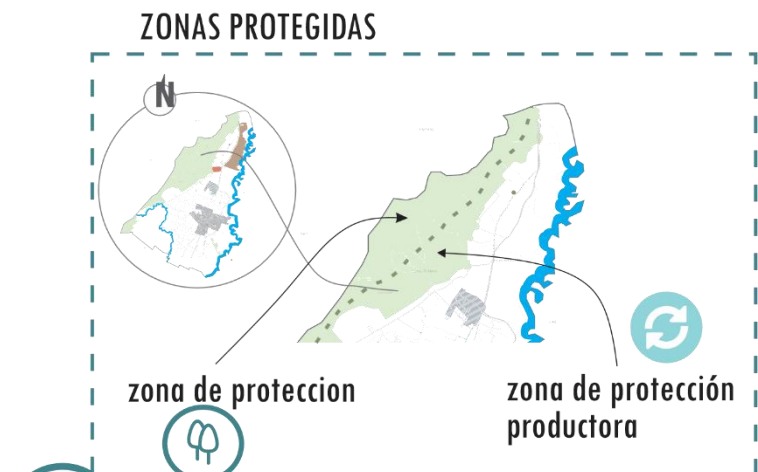 ZONAS PROTEGIDAS
N
zona de proteccion
zona de protección
productora